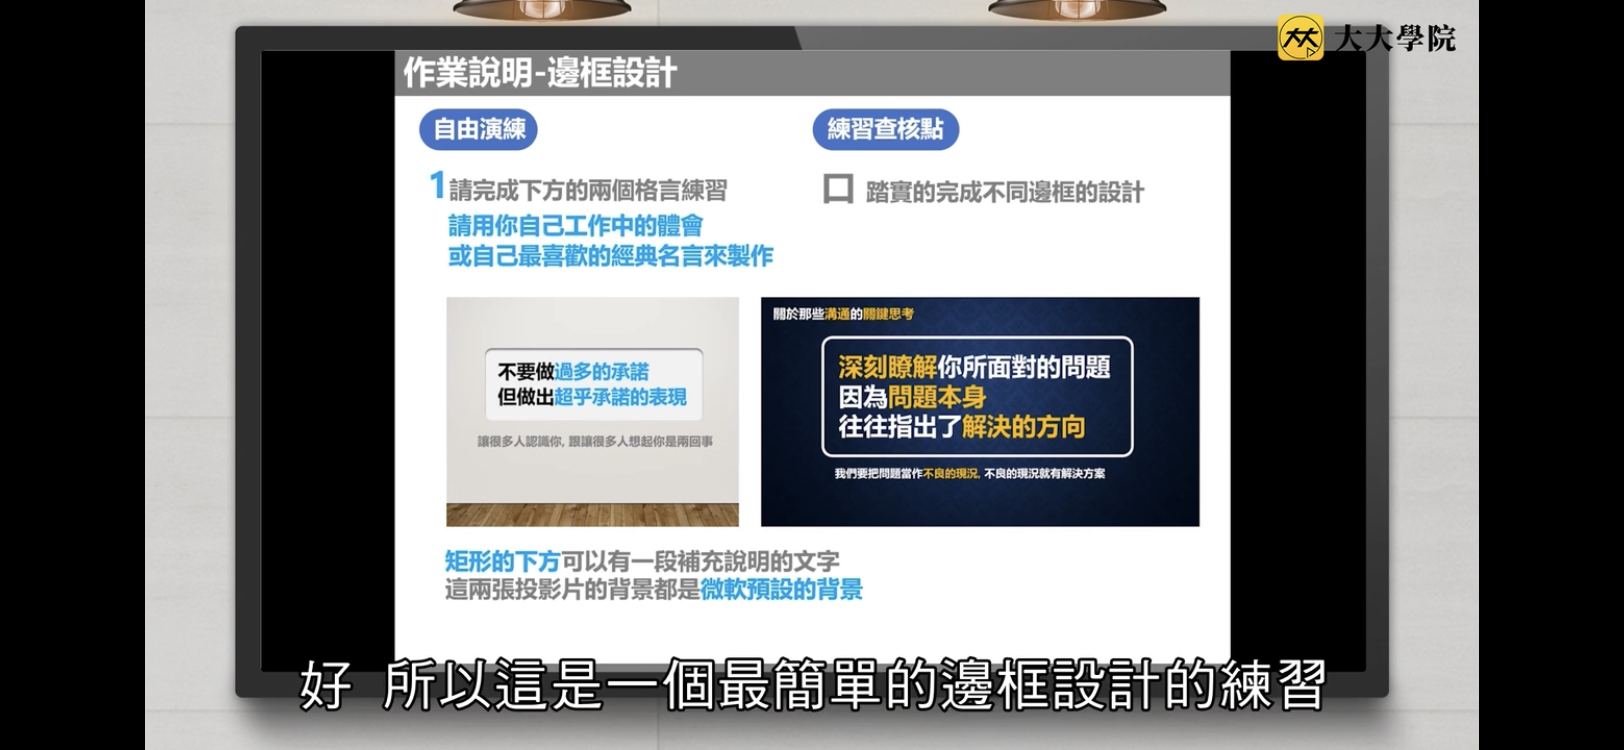 大大學院
作業說明-邊框設計
自由演練
1請完成下方的兩個格言練習
請用你自己工作中的體會
或自己最喜歡的經典名言來製作
練習查核點
踏實的完成不同邊框的設計
不要做過多的承諾
但做出超乎承諾的表現
讓很多人認識你, 跟讓很多人想起你是兩回事
關於那些溝通的關鍵思考
深刻瞭解你所面對的問題
因為問題本身
往往指出了解決的方向
我們要把問題當作不良的現況, 不良的現況就有解決方案
矩形的下方可以有一段補充說明的文字
這兩張投影片的背景都是微軟預設的背景
好 所以這是一個最簡單的邊框設計的練習